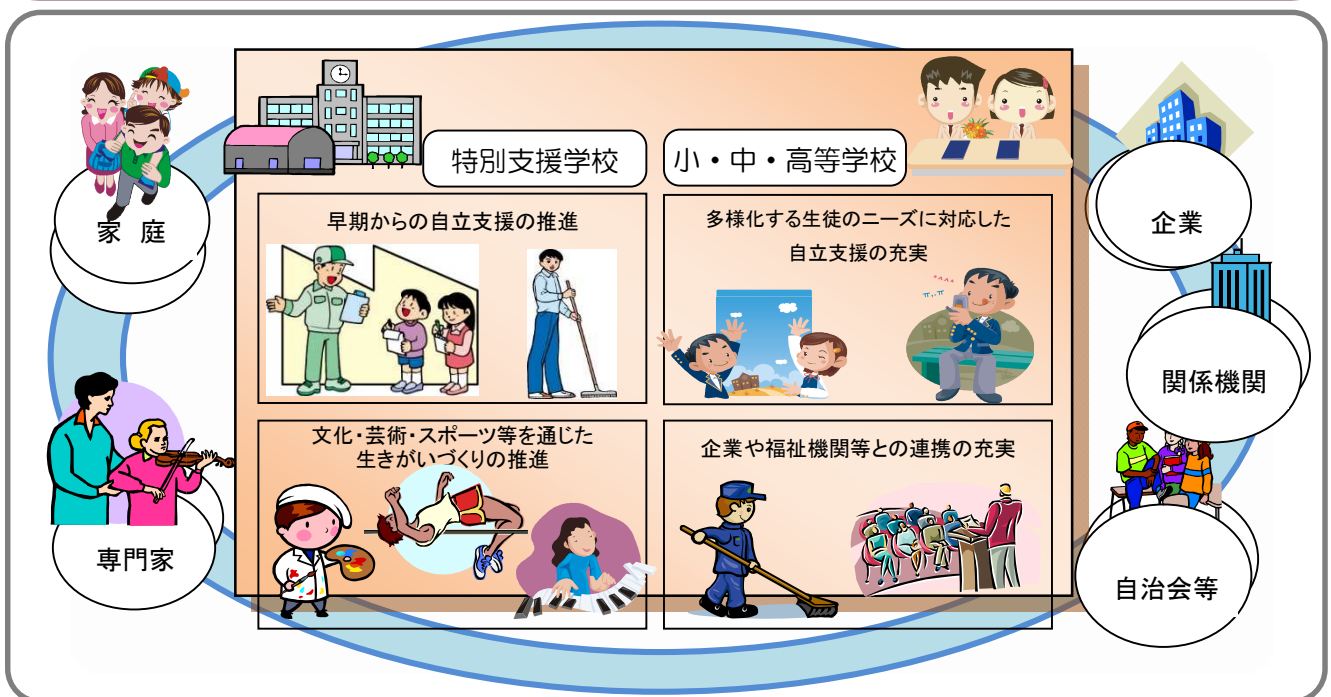 特別支援学校
小・中・高等学校
早期からの自立支援の推進
多様化する生徒のニーズに対応した
自立支援の充実
文化・芸術・スポーツ等を通じた
生きがいづくりの推進
企業や福祉機関等との連携の充実
家　庭
専門家
企業
関係機関
自治会等